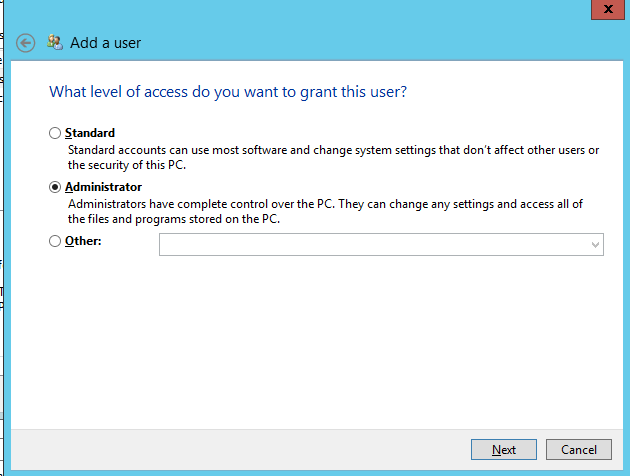 Add a user
What level of access do you want to grant this user?
Standard
Standard accounts can use most software and change system settings that don't affect other users or
the security of this PC.
Administrator
Administrators have complete control over the PC. They can change any settings and access all of
the files and programs stored on the PC.
Other:
Next Cancel